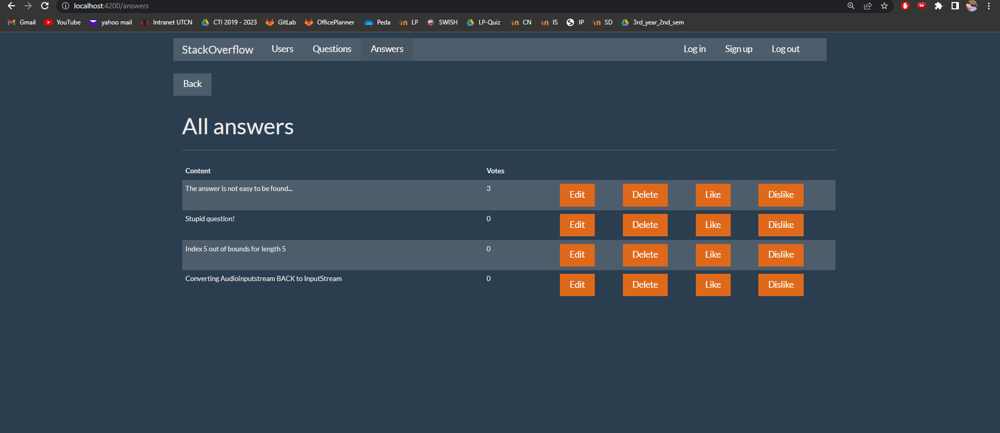 localhost:4200/answers
Gmail YouTube yahoo mail Intranet UTCN CTI 2019 - 2023 GitLab OfficePlanner Peda LP SWISH LP-Quiz CN IS IP SD 3rd_year_2nd_sem
StackOverflow Users Questions Answers Log in Sign up Log out
Back
All answers
Content Votes
The answer is not easy to be found... 3 Edit Delete Like Dislike
Stupid question! 0 Edit Delete Like Dislike
Index 5 out of bounds for length 5 0 Edit Delete Like Dislike
Converting Audioinputstream BACK to InputStream 0 Edit Delete Like Dislike